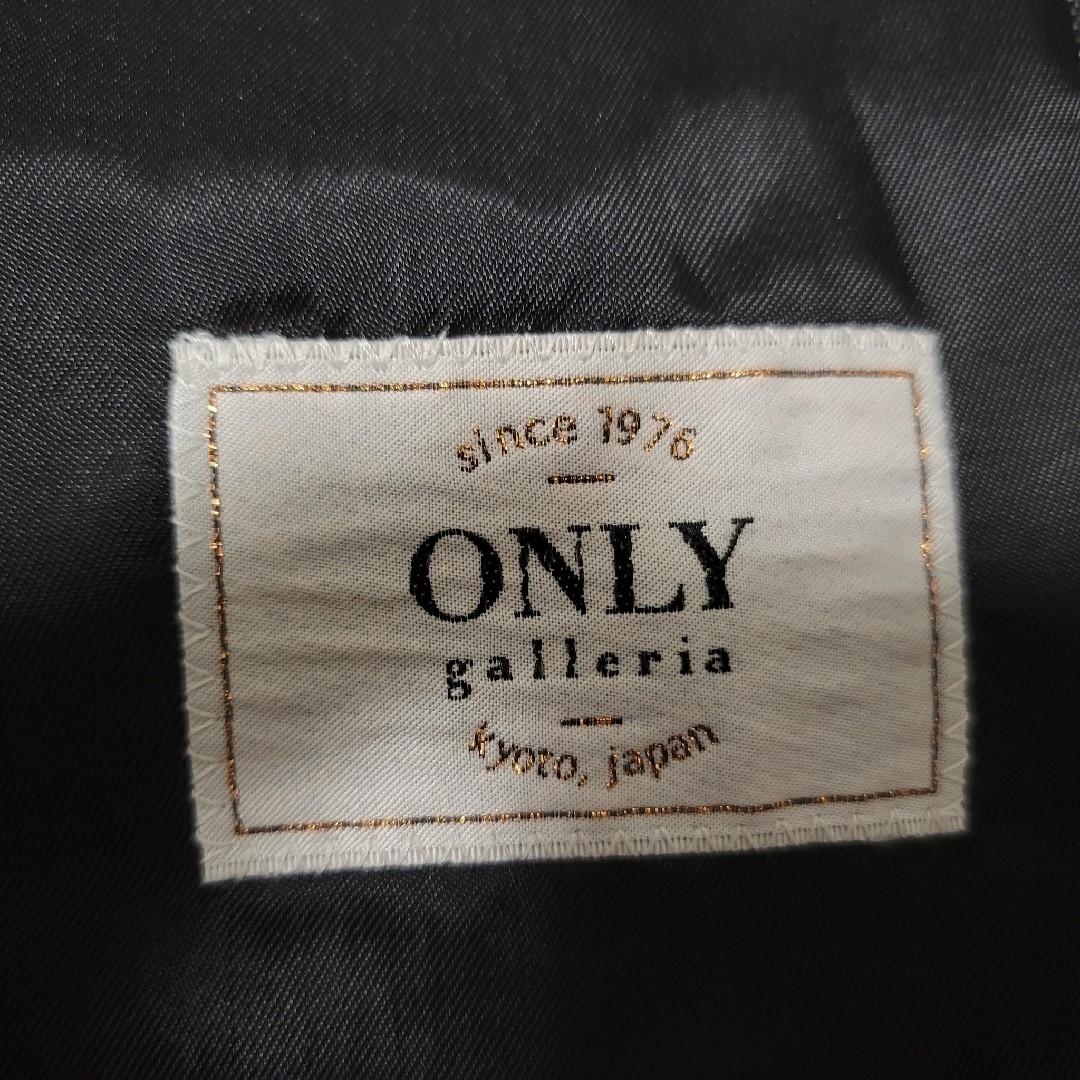 since 1976
ONLY
galleria
kyoto, japan